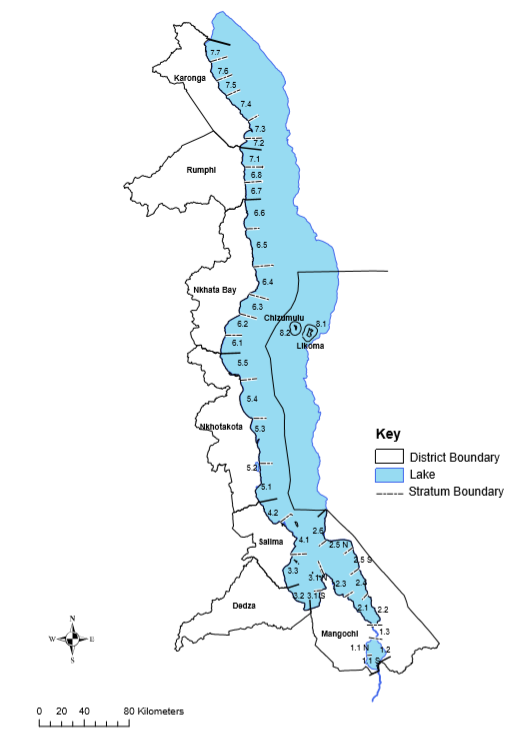 7.7
Karonga
7.6
7.5
7.4
7.3
7.2
7.1
Rumphi
6.8
6.7
6.6
6.5
6.4
Nkhata Bay
6.3
Chizumulu
6.2
8.1
8.2
6.1
Likoma
5.5
5.4
Nkhotakota
5.3
Key
District Boundary
Lake
Stratum Boundary
5.2
5.1
4.2
2.6
Salima
4.1
2.5 N
2.5 S
3.3
3.1 N
2.3
2.4
3.2
3.1 S
Dedza
2.1
2.2
Mangochi
1.3
1.1 N
1.2
1.1 S
N
W
E
S
0 20 40 80 Kilometers